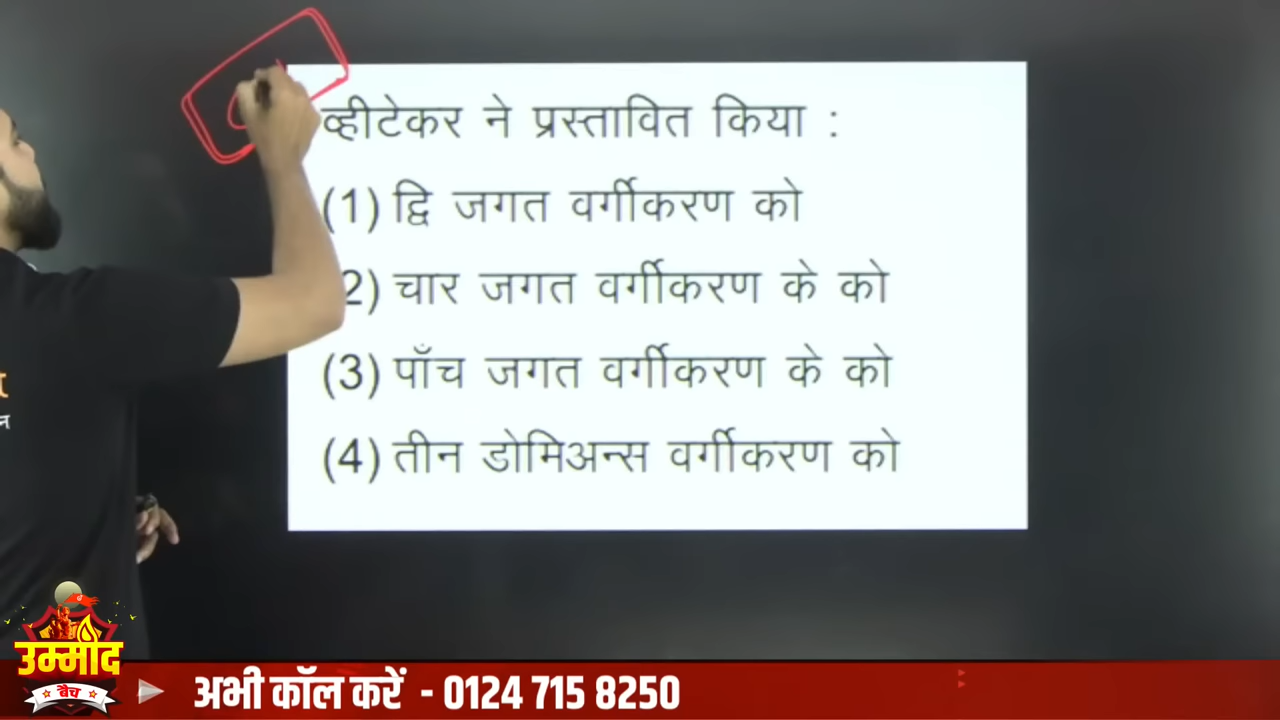 व्हीटेकर ने प्रस्तावित किया :
(1) द्वि जगत वर्गीकरण को
2) चार जगत वर्गीकरण के को
(3) पाँच जगत वर्गीकरण के को
(4) तीन डोमिअन्स वर्गीकरण को
न
उम्मीद
बैच
अभी कॉल करें - 0124 715 8250